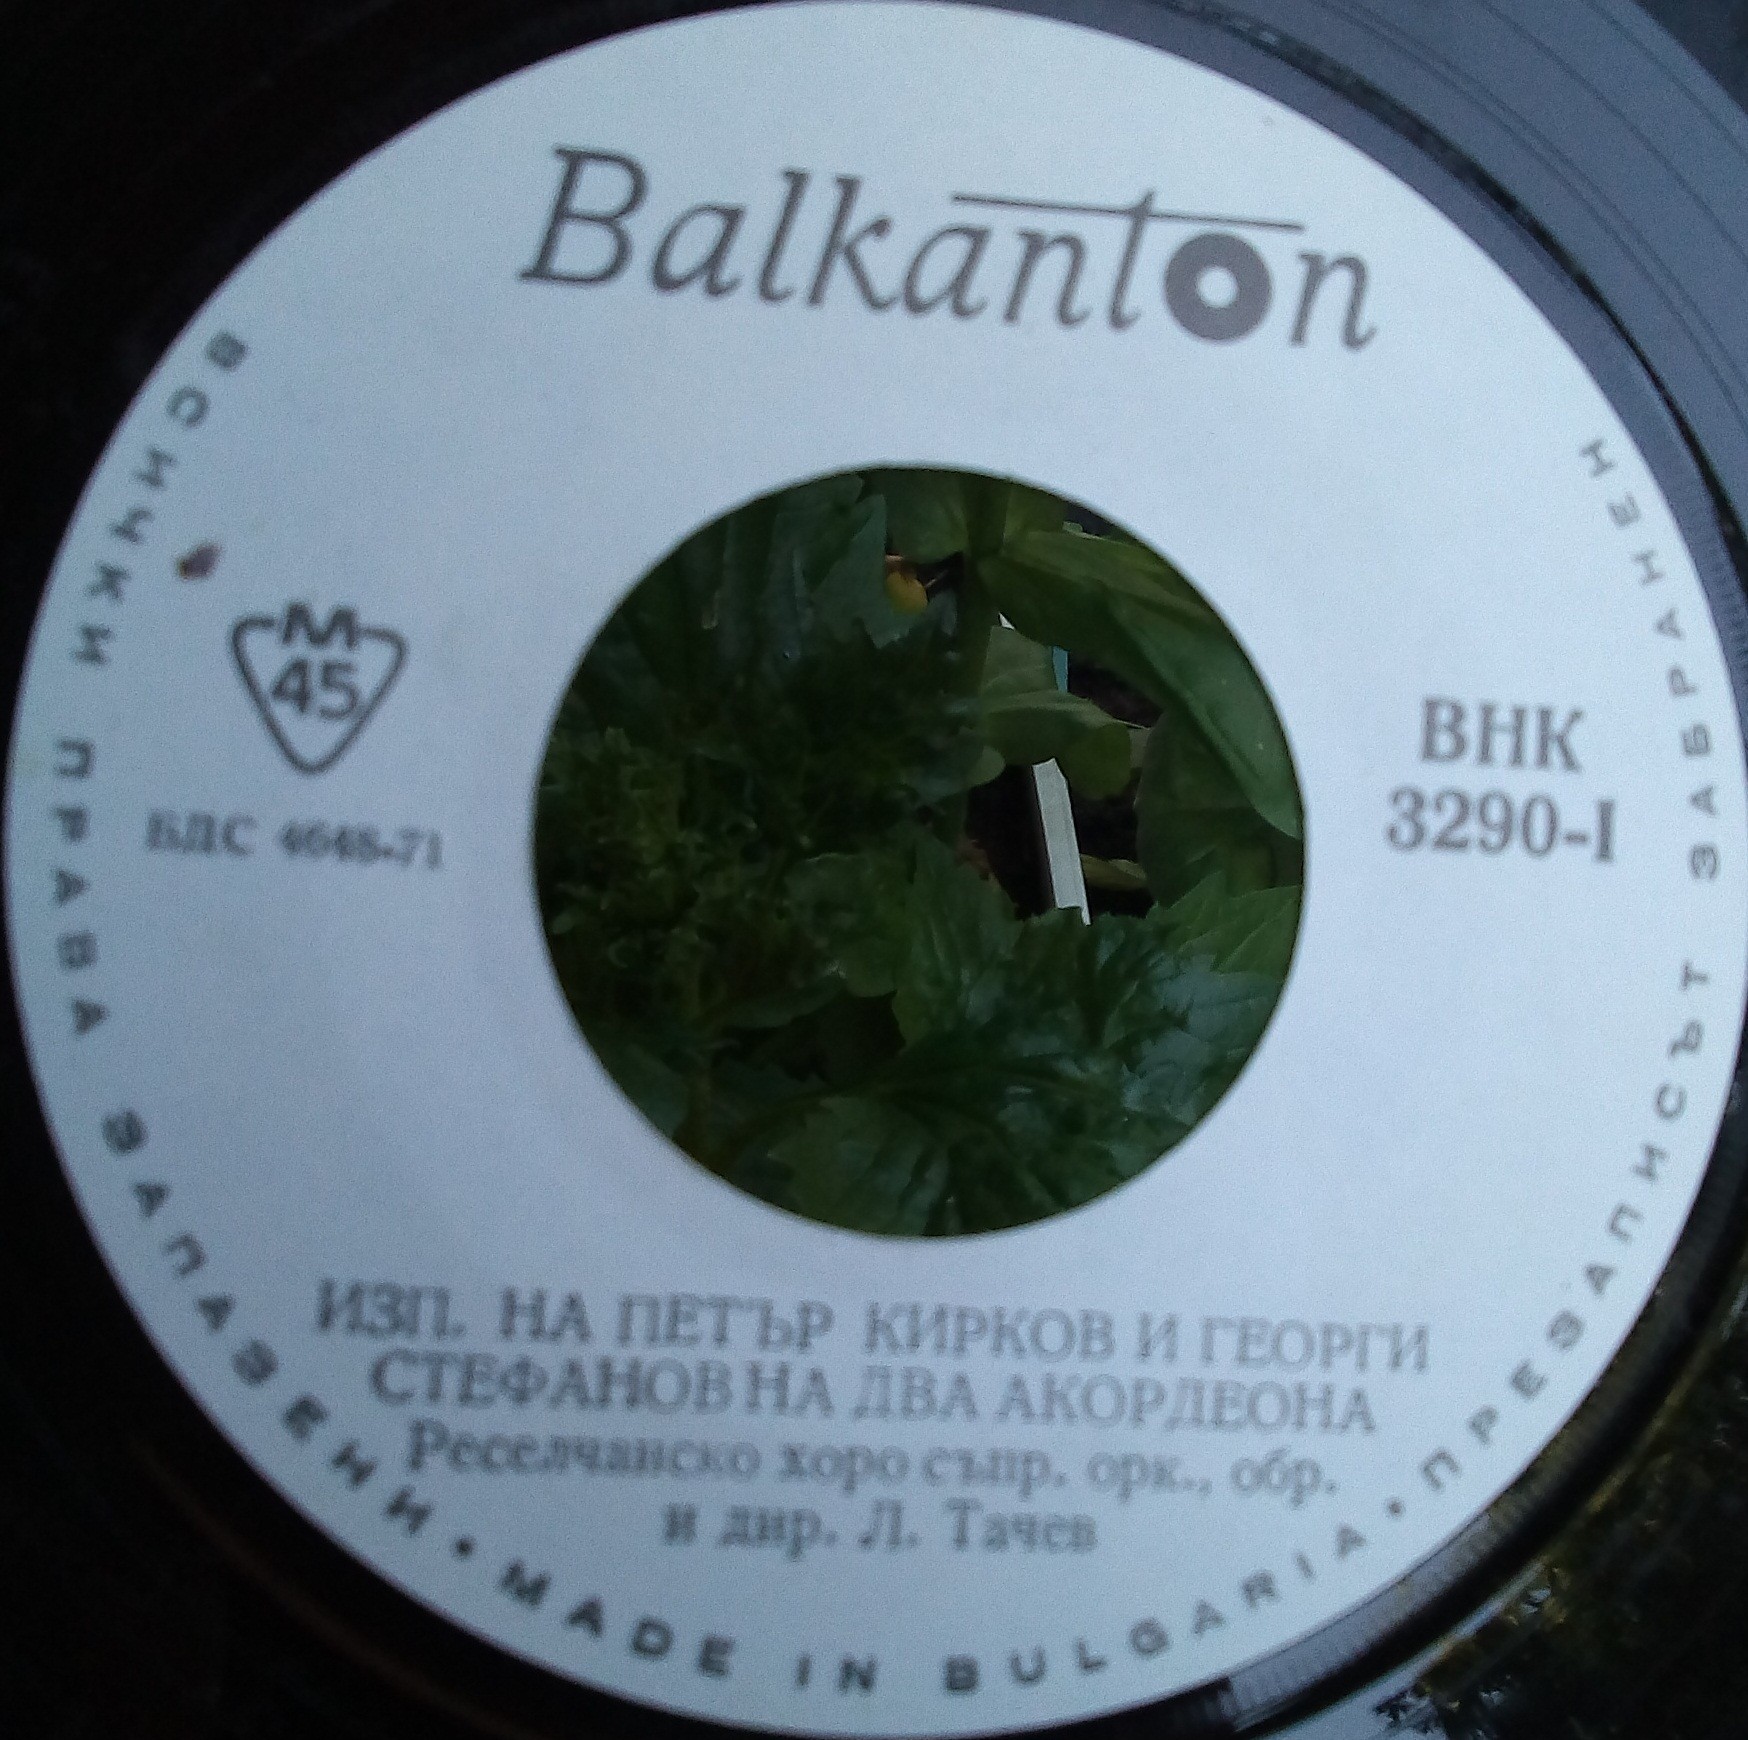 Balkanton
М
45
БДС 4648-71
ВНК
3290-I
ИЗП. НА ПЕТЪР КИРКОВ И ГЕОРГИ
СТЕФАНОВ НА ДВА АКОРДЕОНА
Реселчанско хоро съпр. орк., обр.
и дир. Л. Тачев
ВСИЧКИ ПРАВА ЗАПАЗЕНИ • MADE IN BULGARIA • ПРЕЗАПИСЪТ ЗАБРАНЕН